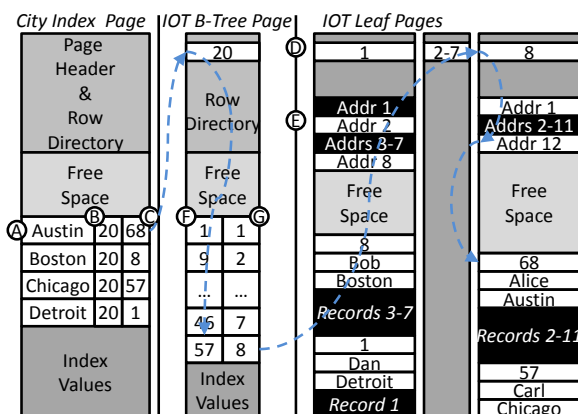 City Index Page
IOT B-Tree Page
IOT Leaf Pages
Page
Header
&
Row
Directory
Free
Space
A
B
C
Austin 20 68
Boston 20 8
Chicago 20 57
Detroit 20 1
Index
Values
20
Row
Directory
Free
Space
F
G
1 1
9 2
... ...
46 7
57 8
Index
Values
D
E
1
Addr 1
Addr 2
Addrs 3-7
Addr 8
Free
Space
8
Bob
Boston
Records 3-7
1
Dan
Detroit
Record 1
2-7
8
Addr 1
Addrs 2-11
Addr 12
Free
Space
68
Alice
Austin
Records 2-11
57
Carl
Chicago